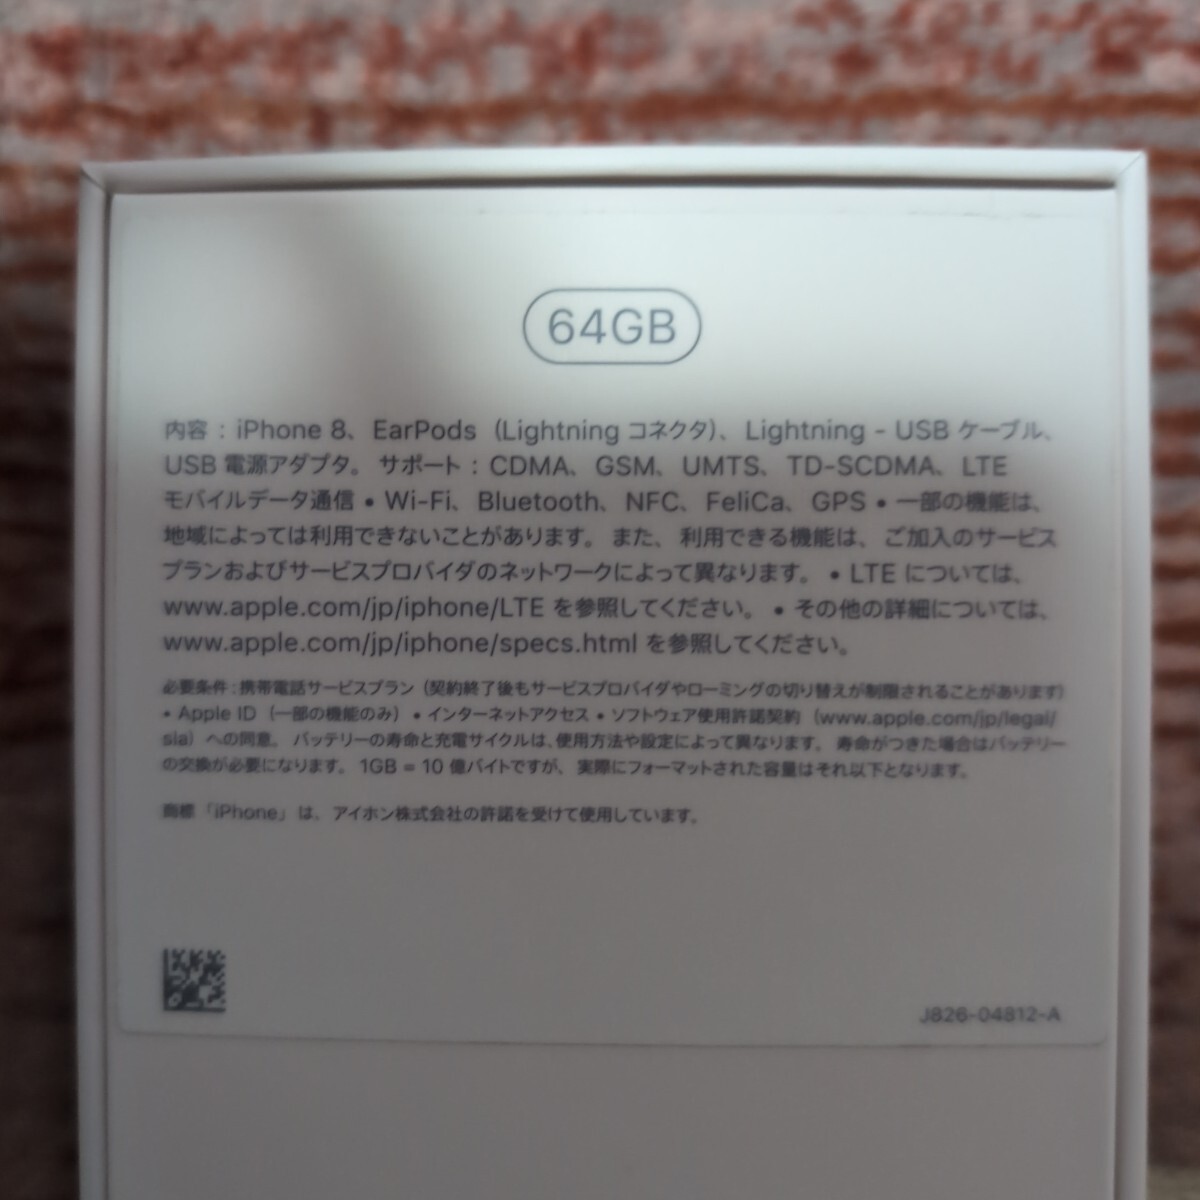 64GB
内容：iPhone 8、EarPods（Lightning コネクタ）、Lightning - USB ケーブル、
USB 電源アダプタ。サポート：CDMA、GSM、UMTS、TD-SCDMA、LTE
モバイルデータ通信 • Wi-Fi、Bluetooth、NFC、FeliCa、GPS • 一部の機能は、
地域によっては利用できないことがあります。また、利用できる機能は、ご加入のサービス
プランおよびサービスプロバイダのネットワークによって異なります。• LTE については、
www.apple.com/jp/iphone/LTE を参照してください。• その他の詳細については、
www.apple.com/jp/iphone/specs.html を参照してください。
必要条件：携帯電話サービスプラン（契約終了後もサービスプロバイダやローミングの切り替えが制限されることがあります）
• Apple ID（一部の機能のみ）• インターネットアクセス • ソフトウェア使用許諾契約（www.apple.com/jp/legal/
sla）への同意。バッテリーの寿命と充電サイクルは、使用方法や設定によって異なります。寿命がつきた場合はバッテリー
の交換が必要になります。1GB = 10 億バイトですが、実際にフォーマットされた容量はそれ以下となります。
商標「iPhone」は、アイホン株式会社の許諾を受けて使用しています。
J826-04812-A